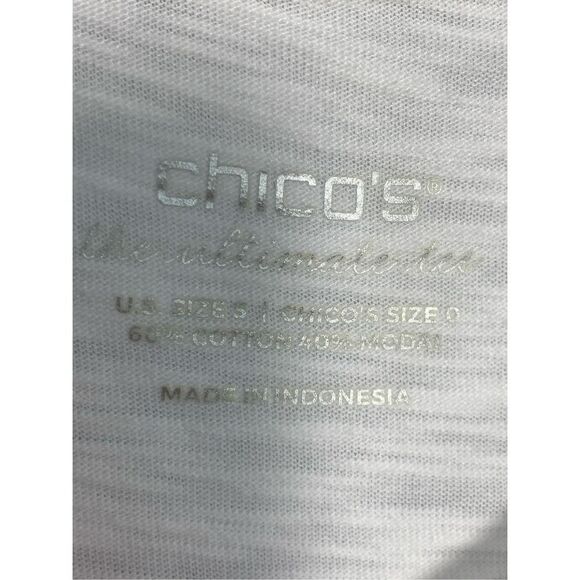 chico's®
the ultimate tee
U.S. SIZE S | CHICO'S SIZE 0
60% COTTON 40% MODAL
MADE IN INDONESIA